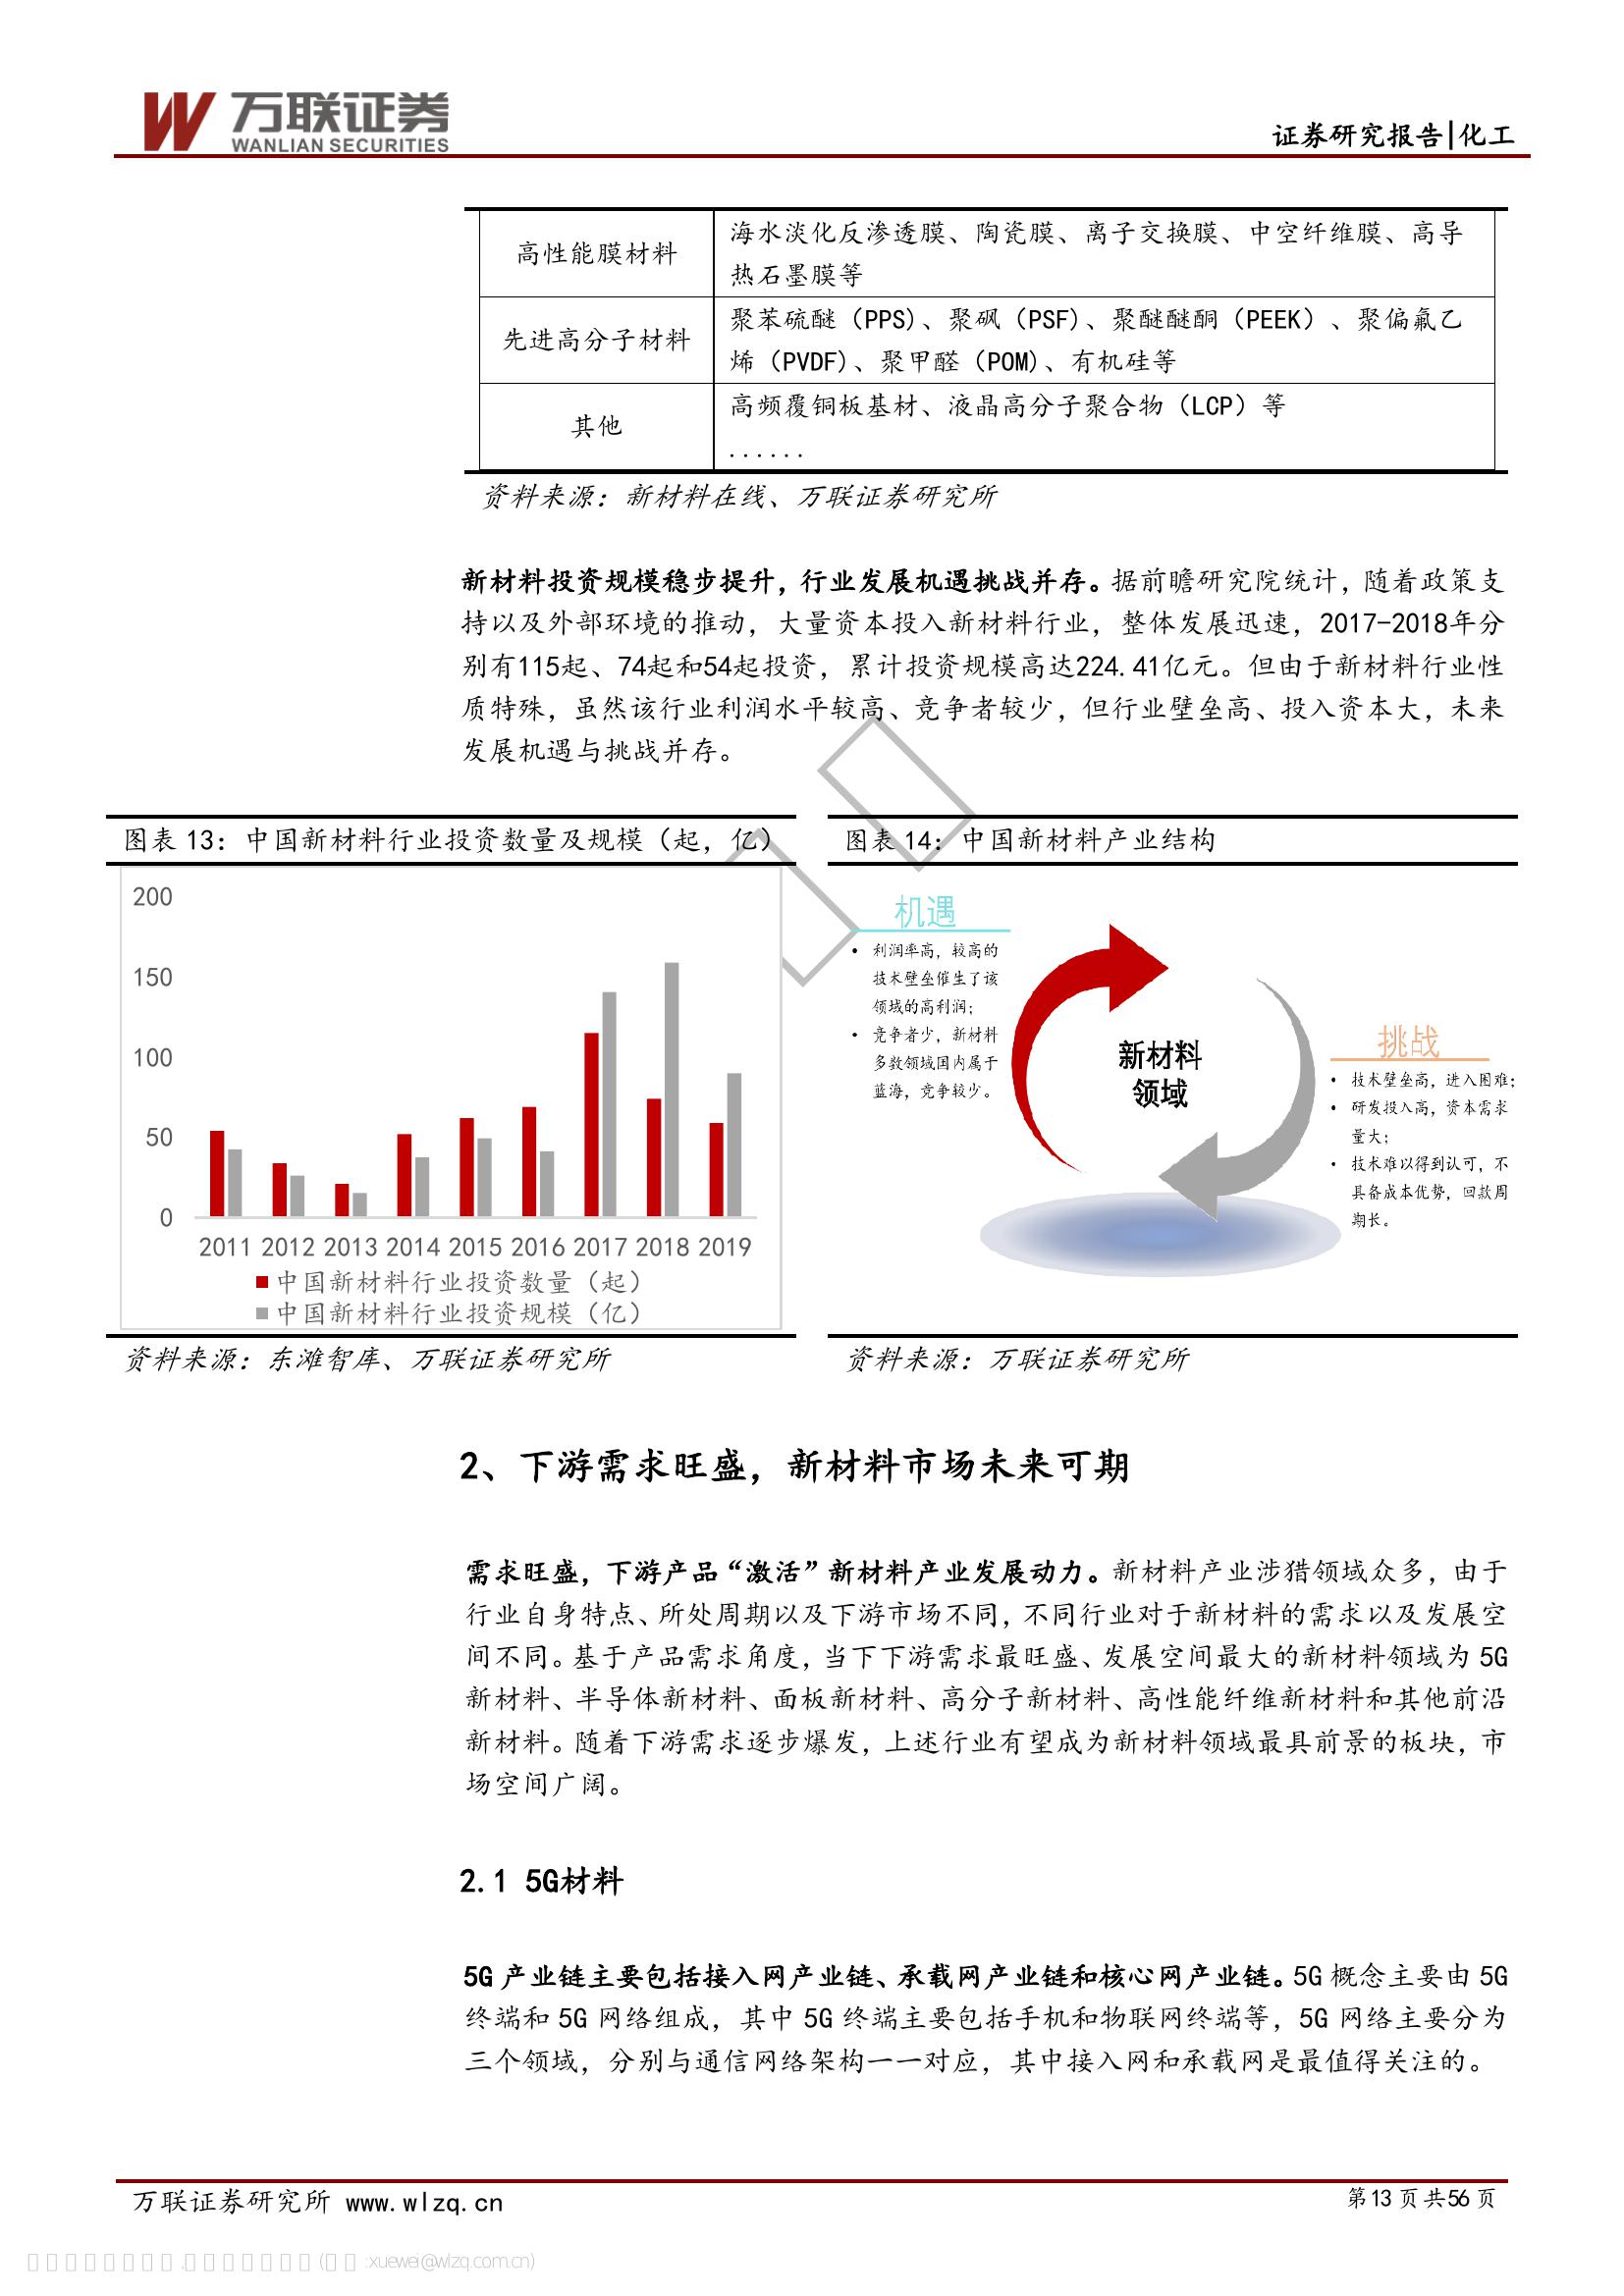 万联证券
WANLIAN SECURITIES
证券研究报告|化工
高性能膜材料
海水淡化反渗透膜、陶瓷膜、离子交换膜、中空纤维膜、高导
热石墨膜等
先进高分子材料
聚苯硫醚（PPS)、聚砜（PSF)、聚醚醚酮（PEEK）、聚偏氟乙
烯（PVDF)、聚甲醛（POM)、有机硅等
其他
高频覆铜板基材、液晶高分子聚合物（LCP）等
......
资料来源：新材料在线、万联证券研究所
新材料投资规模稳步提升，行业发展机遇挑战并存。据前瞻研究院统计，随着政策支
持以及外部环境的推动，大量资本投入新材料行业，整体发展迅速，2017-2018年分
别有115起、74起和54起投资，累计投资规模高达224.41亿元。但由于新材料行业性
质特殊，虽然该行业利润水平较高、竞争者较少，但行业壁垒高、投入资本大，未来
发展机遇与挑战并存。
图表 13：中国新材料行业投资数量及规模（起，亿）
200
150
100
50
0
2011 2012 2013 2014 2015 2016 2017 2018 2019
中国新材料行业投资数量（起）
中国新材料行业投资规模（亿）
资料来源：东滩智库、万联证券研究所
图表 14：中国新材料产业结构
机遇
• 利润率高，较高的
技术壁垒催生了该
领域的高利润；
• 竞争者少，新材料
多数领域国内属于
蓝海，竞争较少。
新材料
领域
挑战
• 技术壁垒高，进入困难；
• 研发投入高，资本需求
量大；
• 技术难以得到认可，不
具备成本优势，回款周
期长。
资料来源：万联证券研究所
2、下游需求旺盛，新材料市场未来可期
需求旺盛，下游产品“激活”新材料产业发展动力。新材料产业涉猎领域众多，由于
行业自身特点、所处周期以及下游市场不同，不同行业对于新材料的需求以及发展空
间不同。基于产品需求角度，当下下游需求最旺盛、发展空间最大的新材料领域为 5G
新材料、半导体新材料、面板新材料、高分子新材料、高性能纤维新材料和其他前沿
新材料。随着下游需求逐步爆发，上述行业有望成为新材料领域最具前景的板块，市
场空间广阔。
2.1 5G材料
5G 产业链主要包括接入网产业链、承载网产业链和核心网产业链。5G 概念主要由 5G
终端和 5G 网络组成，其中 5G 终端主要包括手机和物联网终端等，5G 网络主要分为
三个领域，分别与通信网络架构一一对应，其中接入网和承载网是最值得关注的。
万联证券研究所 www.wlzq.cn
第 13 页 共 56 页
xuewei@wlzq.com.cn)